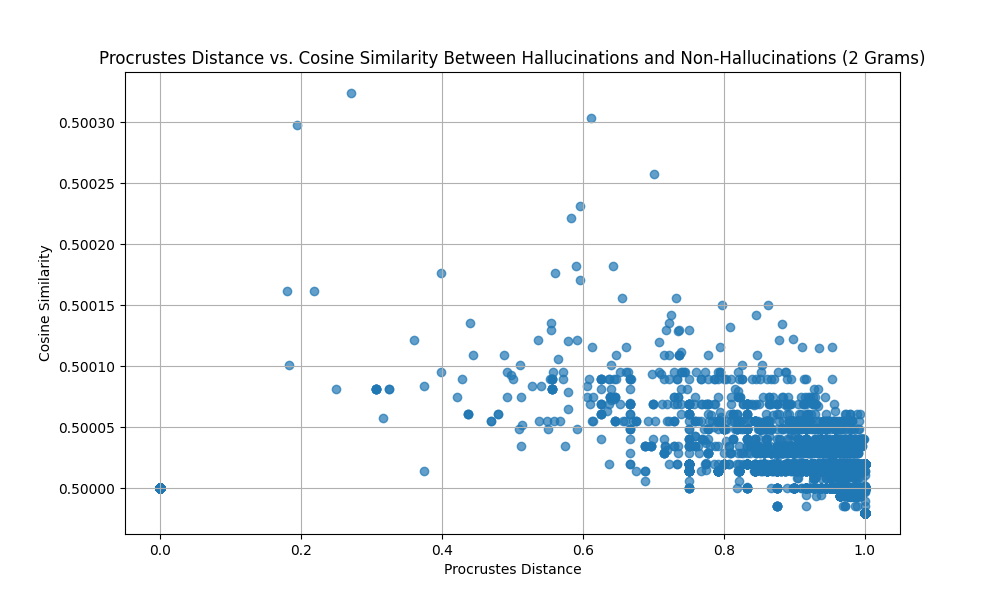 Procrustes Distance vs. Cosine Similarity Between Hallucinations and Non-Hallucinations (2 Grams)
Cosine Similarity
0.50030
0.50025
0.50020
0.50015
0.50010
0.50005
0.50000
0.0 0.2 0.4 0.6 0.8 1.0
Procrustes Distance